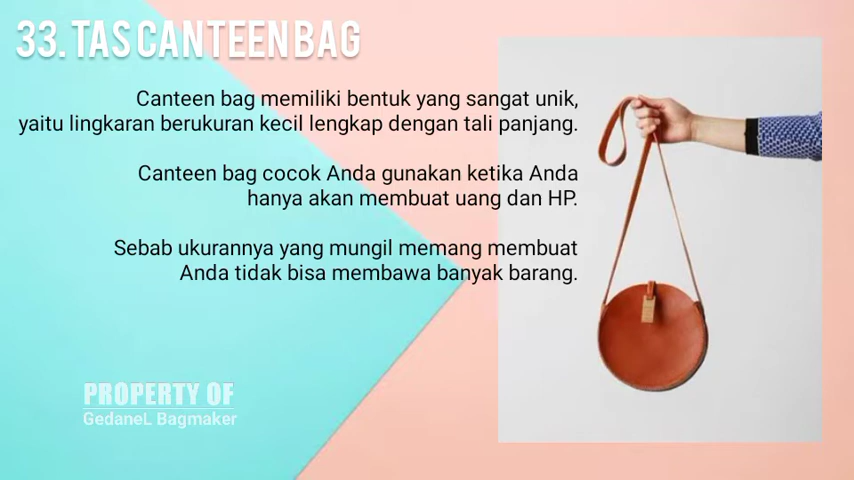 33. TAS CANTEEN BAG
Canteen bag memiliki bentuk yang sangat unik,
yaitu lingkaran berukuran kecil lengkap dengan tali panjang.
Canteen bag cocok Anda gunakan ketika Anda
hanya akan membuat uang dan HP.
Sebab ukurannya yang mungil memang membuat
Anda tidak bisa membawa banyak barang.
PROPERTY OF
GedaneL Bagmaker